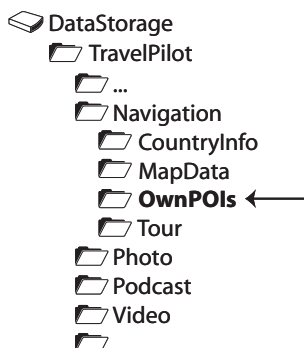 DataStorage
TravelPilot
...
Navigation
CountryInfo
MapData
OwnPOIs
Tour
Photo
Podcast
Video